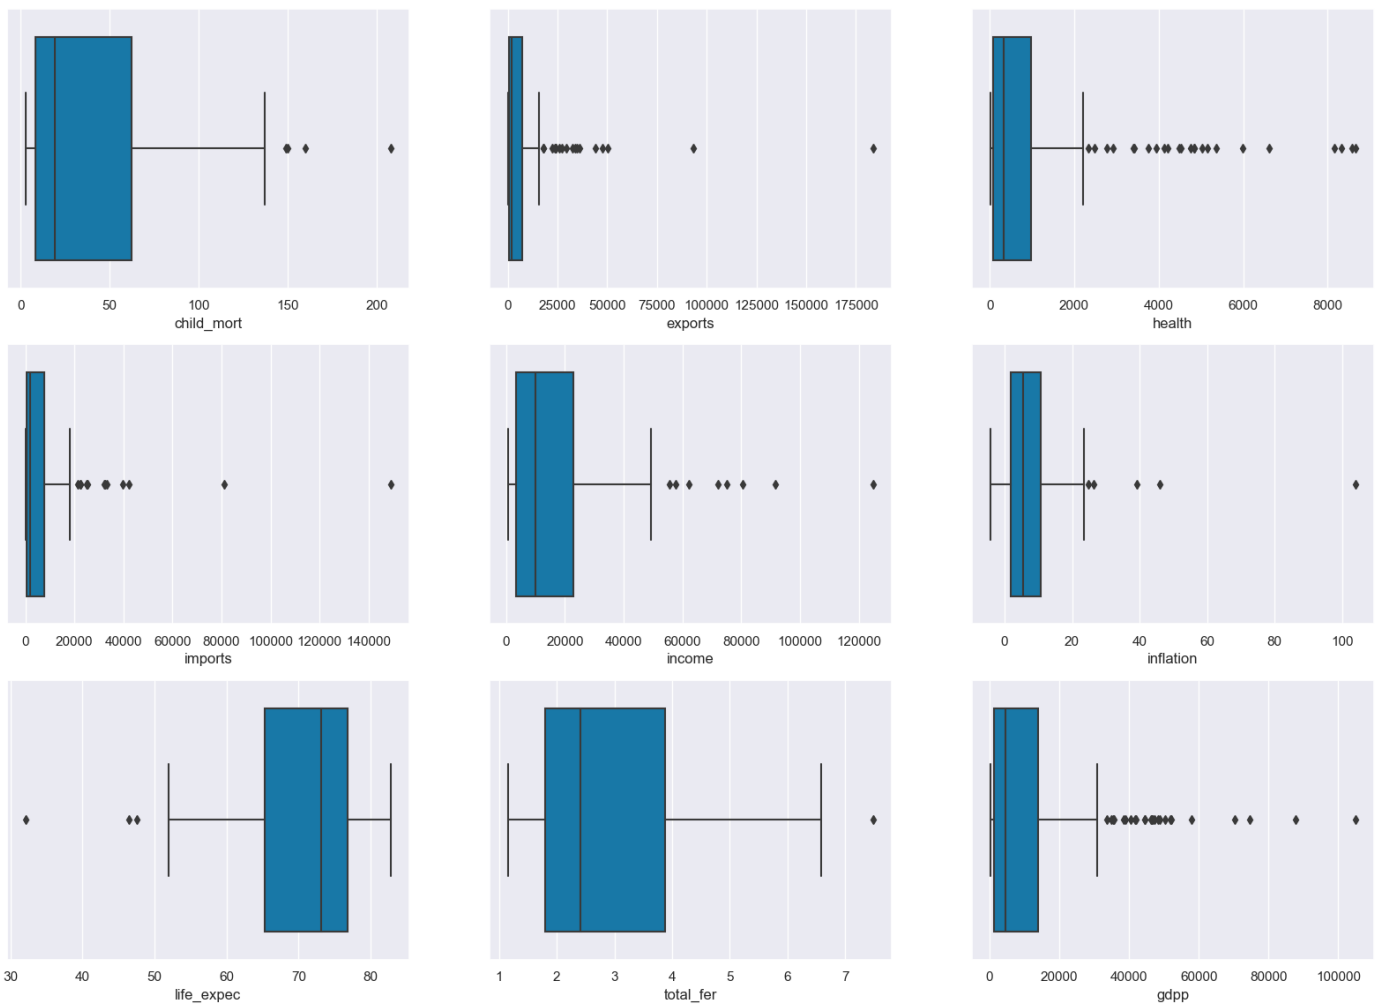 0 50 100 150 200
child_mort
0 25000 50000 75000 100000 125000 150000 175000
exports
0 2000 4000 6000 8000
health
0 20000 40000 60000 80000 100000 120000 140000
imports
0 20000 40000 60000 80000 100000 120000
income
0 20 40 60 80 100
inflation
30 40 50 60 70 80
life_expec
1 2 3 4 5 6 7
total_fer
0 20000 40000 60000 80000 100000
gdpp